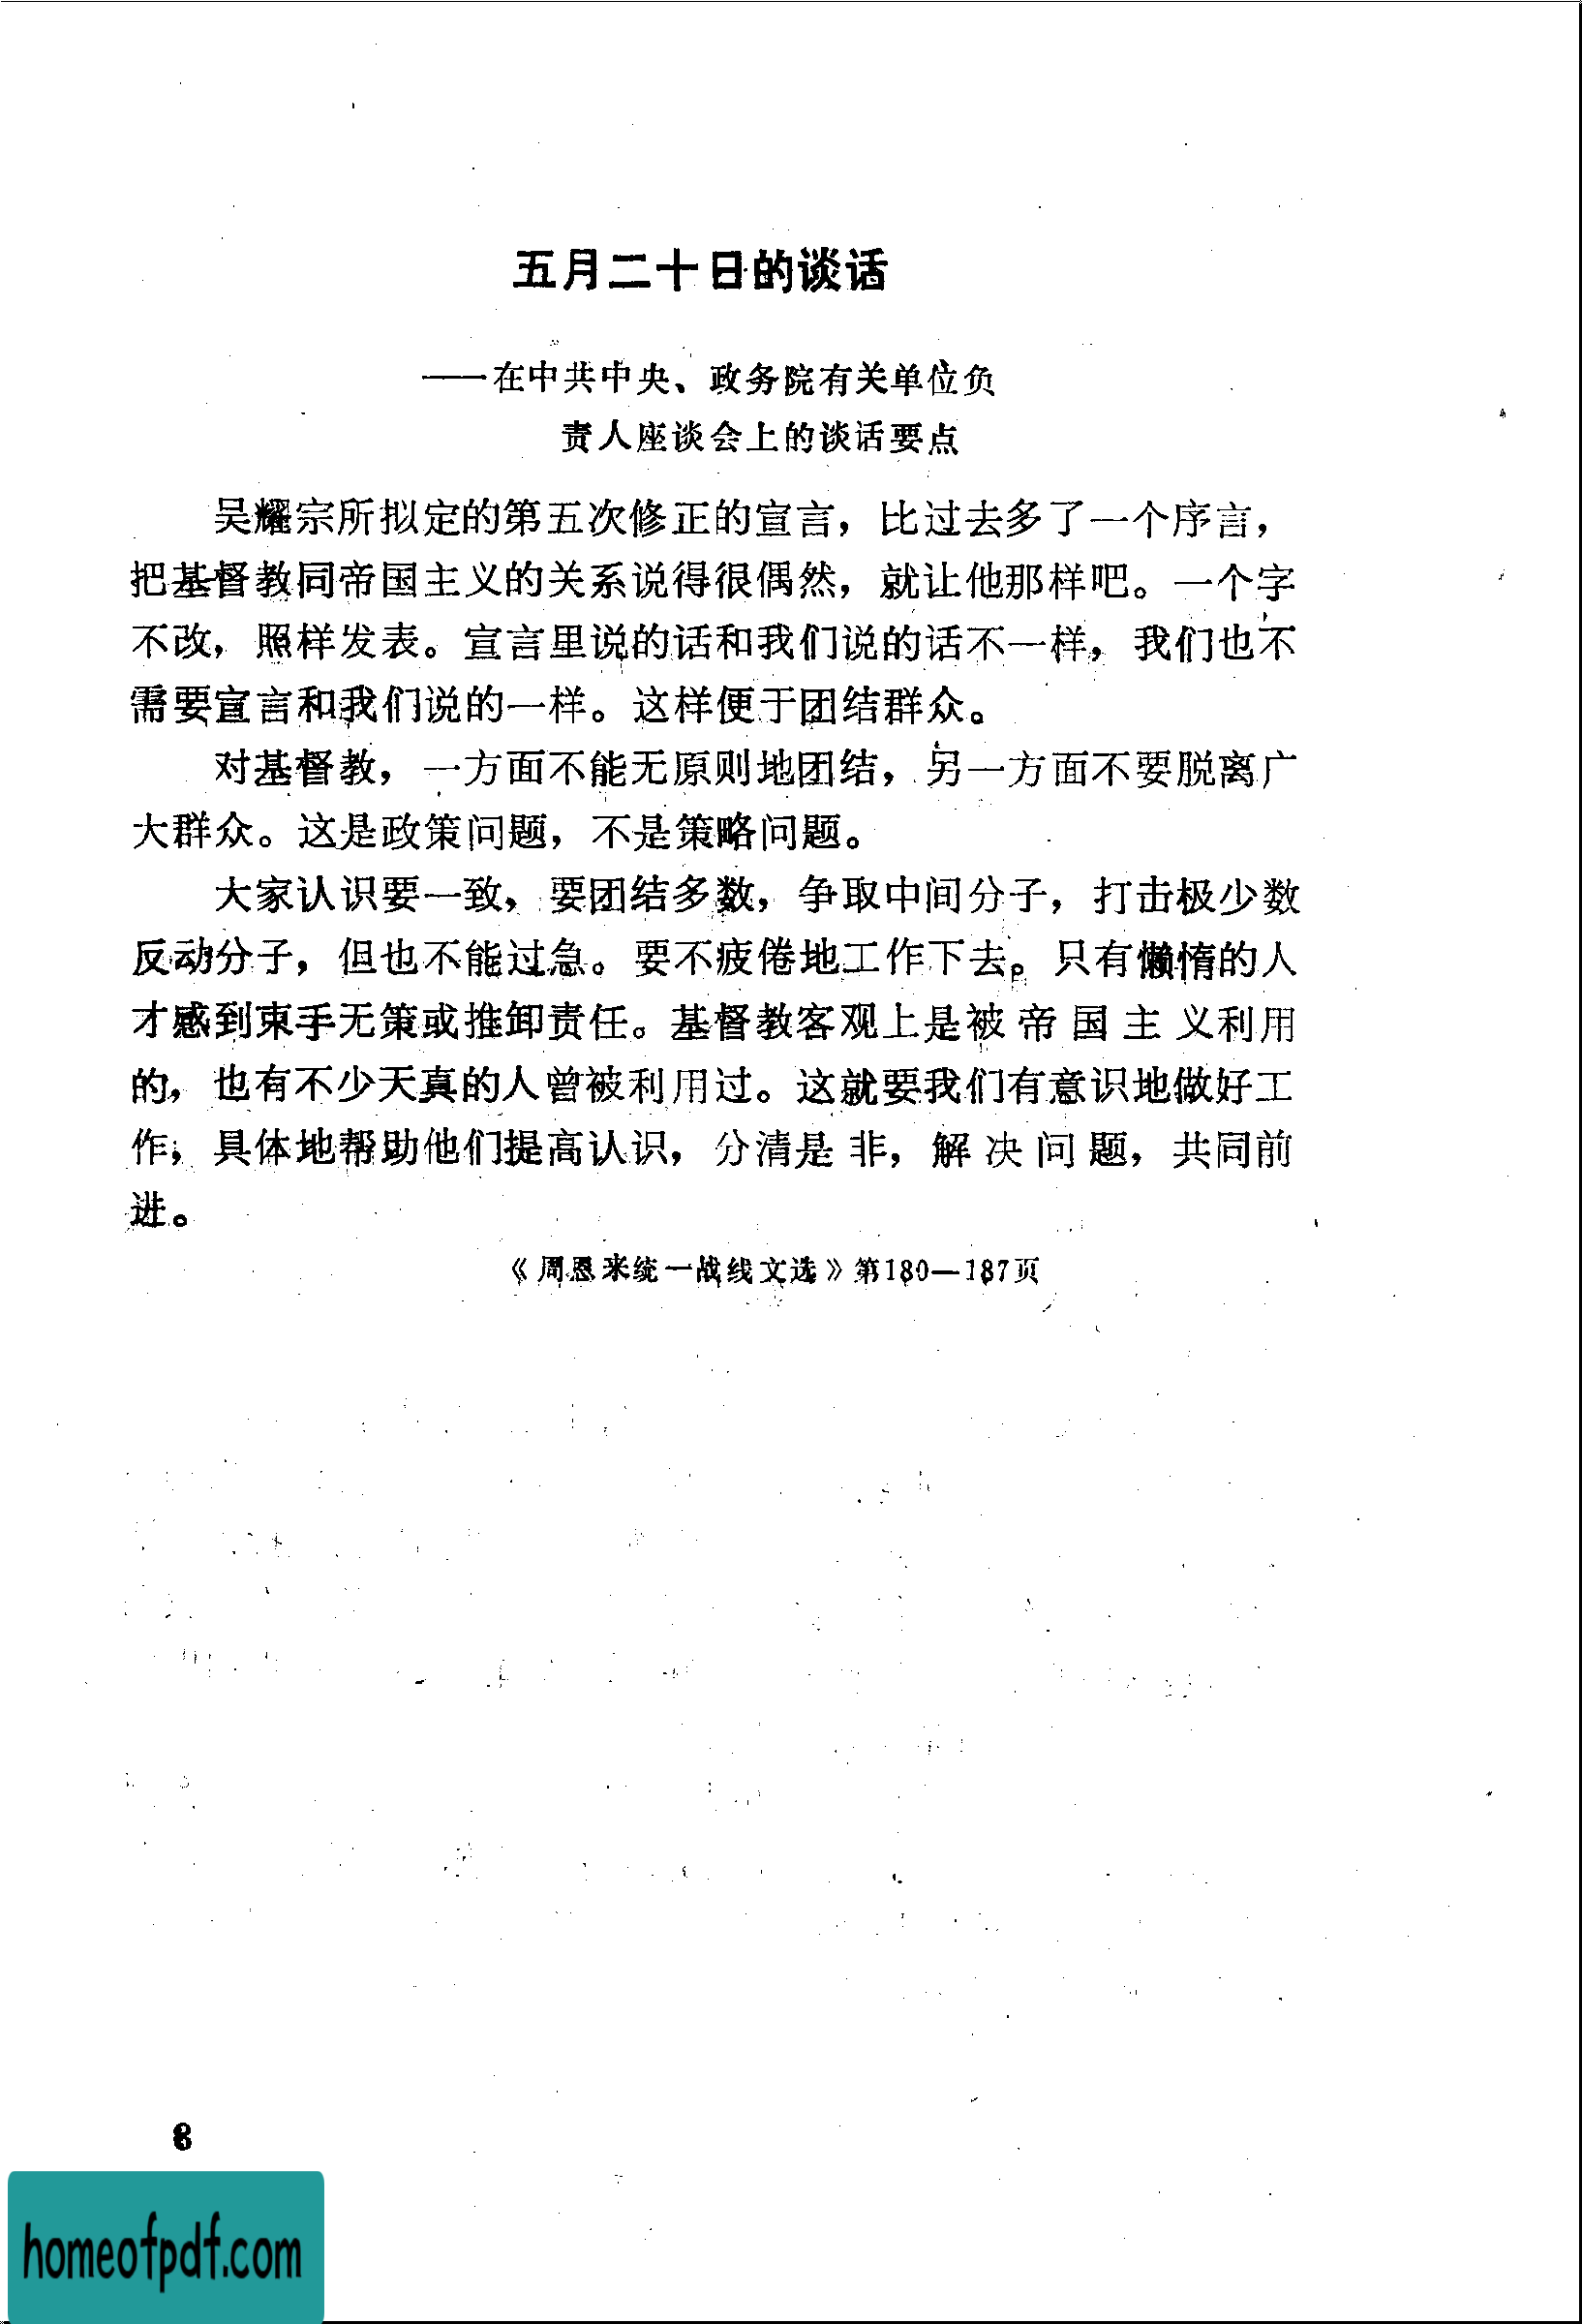 五月二十日的谈话
——在中共中央、政务院有关单位负
责人座谈会上的谈话要点
吴耀宗所拟定的第五次修正的宣言，比过去多了一个序言，
把基督教同帝国主义的关系说得很偶然，就让他那样吧。一个字
不改，照样发表。宣言里说的话和我们说的话不一样，我们也不
需要宣言和我们说的一样。这样便于团结群众。
对基督教，一方面不能无原则地团结，另一方面不要脱离广
大群众。这是政策问题，不是策略问题。
大家认识要一致，要团结多数，争取中间分子，打击极少数
反动分子，但也不能过急。要不疲倦地工作下去。只有懒惰的人
才感到束手无策或推卸责任。基督教客观上是被帝国主义利用
的，也有不少天真的人曾被利用过。这就要我们有意识地做好工
作，具体地帮助他们提高认识，分清是非，解决问题，共同前
进。
《周恩来统一战线文选》第180—187页
8
homeofpdf.com